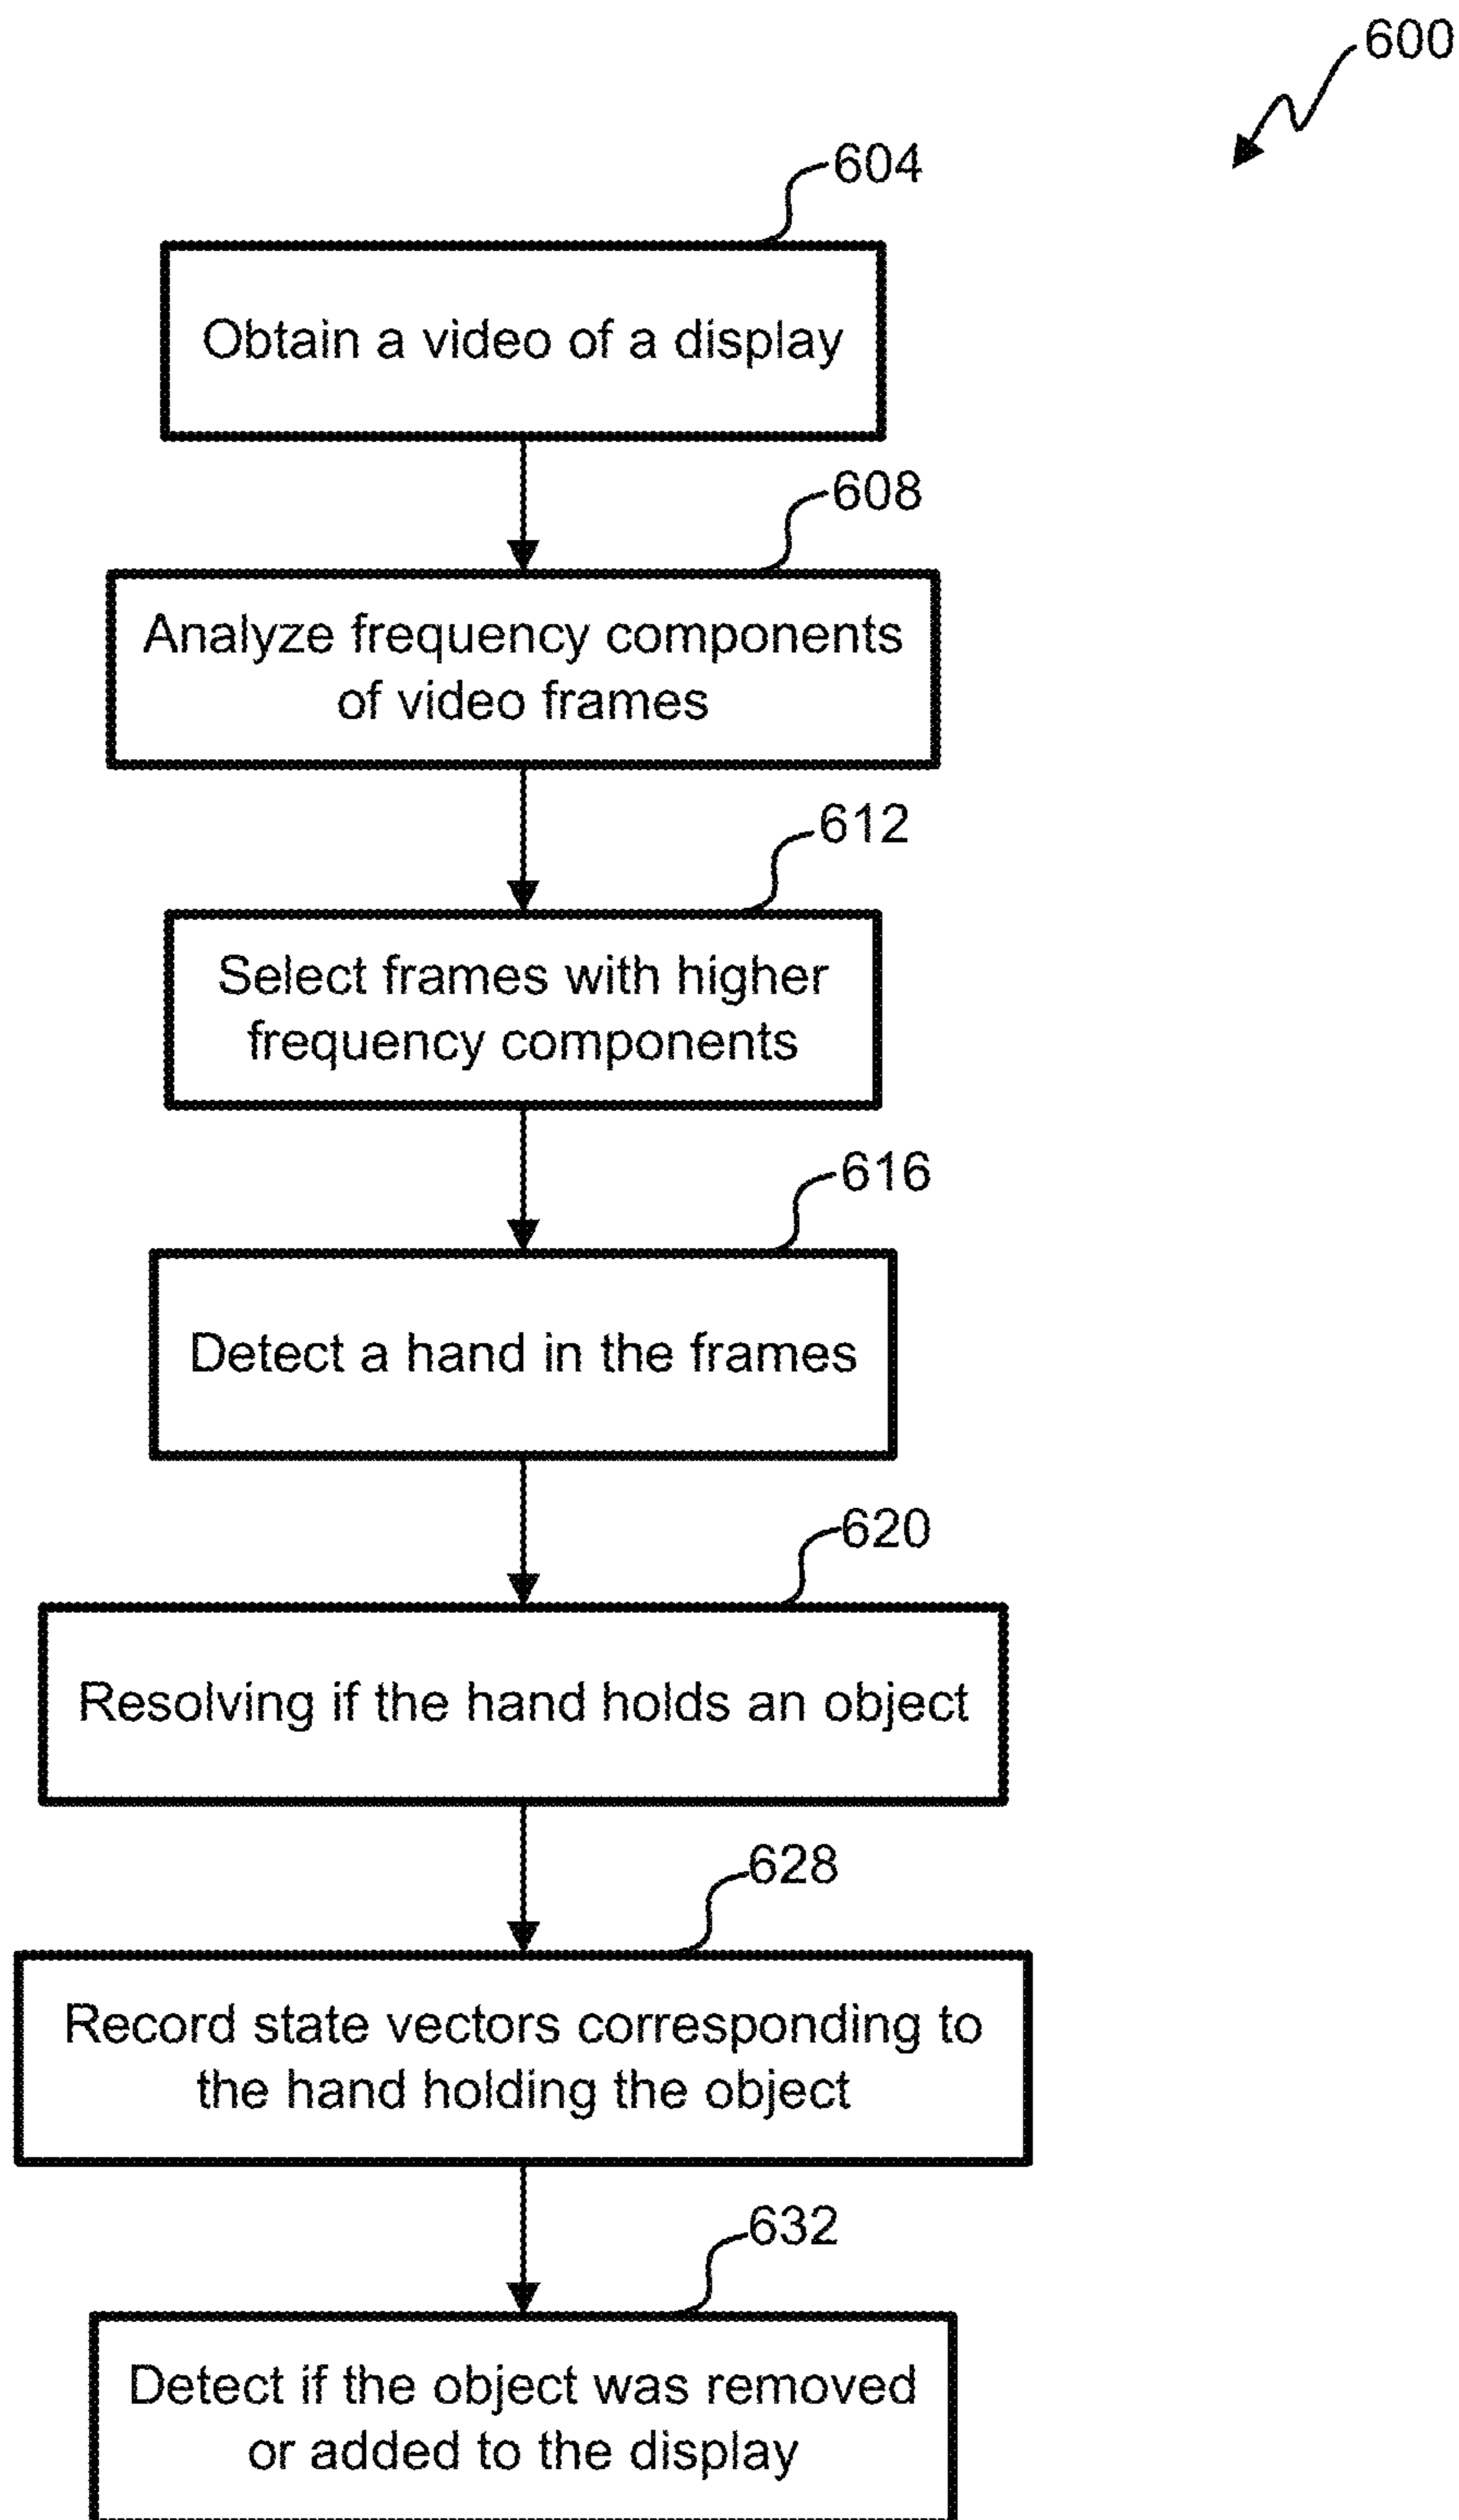 600
604
Obtain a video of a display
608
Analyze frequency components
of video frames
612
Select frames with higher
frequency components
616
Detect a hand in the frames
620
Resolving if the hand holds an object
628
Record state vectors corresponding to
the hand holding the object
632
Detect if the object was removed
or added to the display